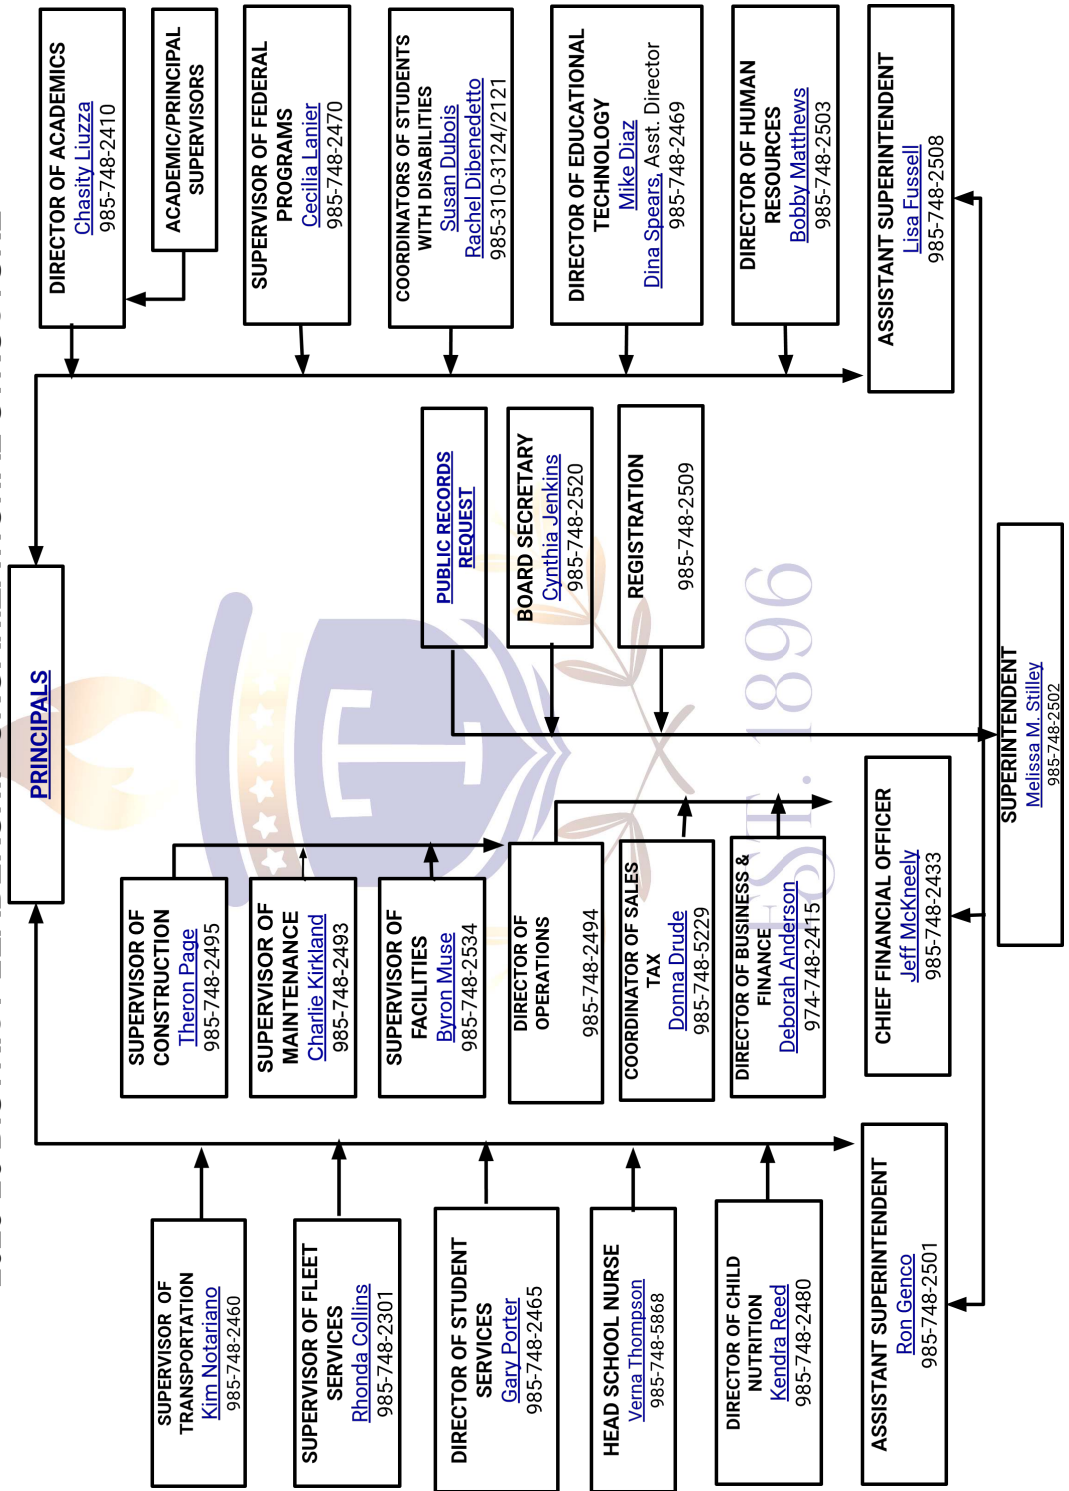 PRINCIPALS
DIRECTOR OF ACADEMICS
Chasity Liuzza
985-748-2410
ACADEMIC/PRINCIPAL
SUPERVISORS
SUPERVISOR OF FEDERAL
PROGRAMS
Cecilia Lanier
985-748-2470
COORDINATORS OF STUDENTS
WITH DISABILITIES
Susan Dubois
Rachel Dibenedetto
985-310-3124/2121
DIRECTOR OF EDUCATIONAL
TECHNOLOGY
Mike Diaz
Dina Spears, Asst. Director
985-748-2469
DIRECTOR OF HUMAN
RESOURCES
Bobby Matthews
985-748-2503
ASSISTANT SUPERINTENDENT
Lisa Fussell
985-748-2508
PUBLIC RECORDS
REQUEST
BOARD SECRETARY
Cynthia Jenkins
985-748-2520
REGISTRATION
985-748-2509
SUPERVISOR OF
CONSTRUCTION
Theron Page
985-748-2495
SUPERVISOR OF
MAINTENANCE
Charlie Kirkland
985-748-2493
SUPERVISOR OF
FACILITIES
Byron Muse
985-748-2534
DIRECTOR OF
OPERATIONS
985-748-2494
COORDINATOR OF SALES
TAX
Donna Drude
985-748-5229
DIRECTOR OF BUSINESS &
FINANCE
Deborah Anderson
974-748-2415
CHIEF FINANCIAL OFFICER
Jeff McKneely
985-748-2433
SUPERVISOR OF
TRANSPORTATION
Kim Notariano
985-748-2460
SUPERVISOR OF FLEET
SERVICES
Rhonda Collins
985-748-2301
DIRECTOR OF STUDENT
SERVICES
Gary Porter
985-748-2465
HEAD SCHOOL NURSE
Verna Thompson
985-748-5868
DIRECTOR OF CHILD
NUTRITION
Kendra Reed
985-748-2480
ASSISTANT SUPERINTENDENT
Ron Genco
985-748-2501
SUPERINTENDENT
Melissa M. Stilley
985-748-2502
EST. 1896
T